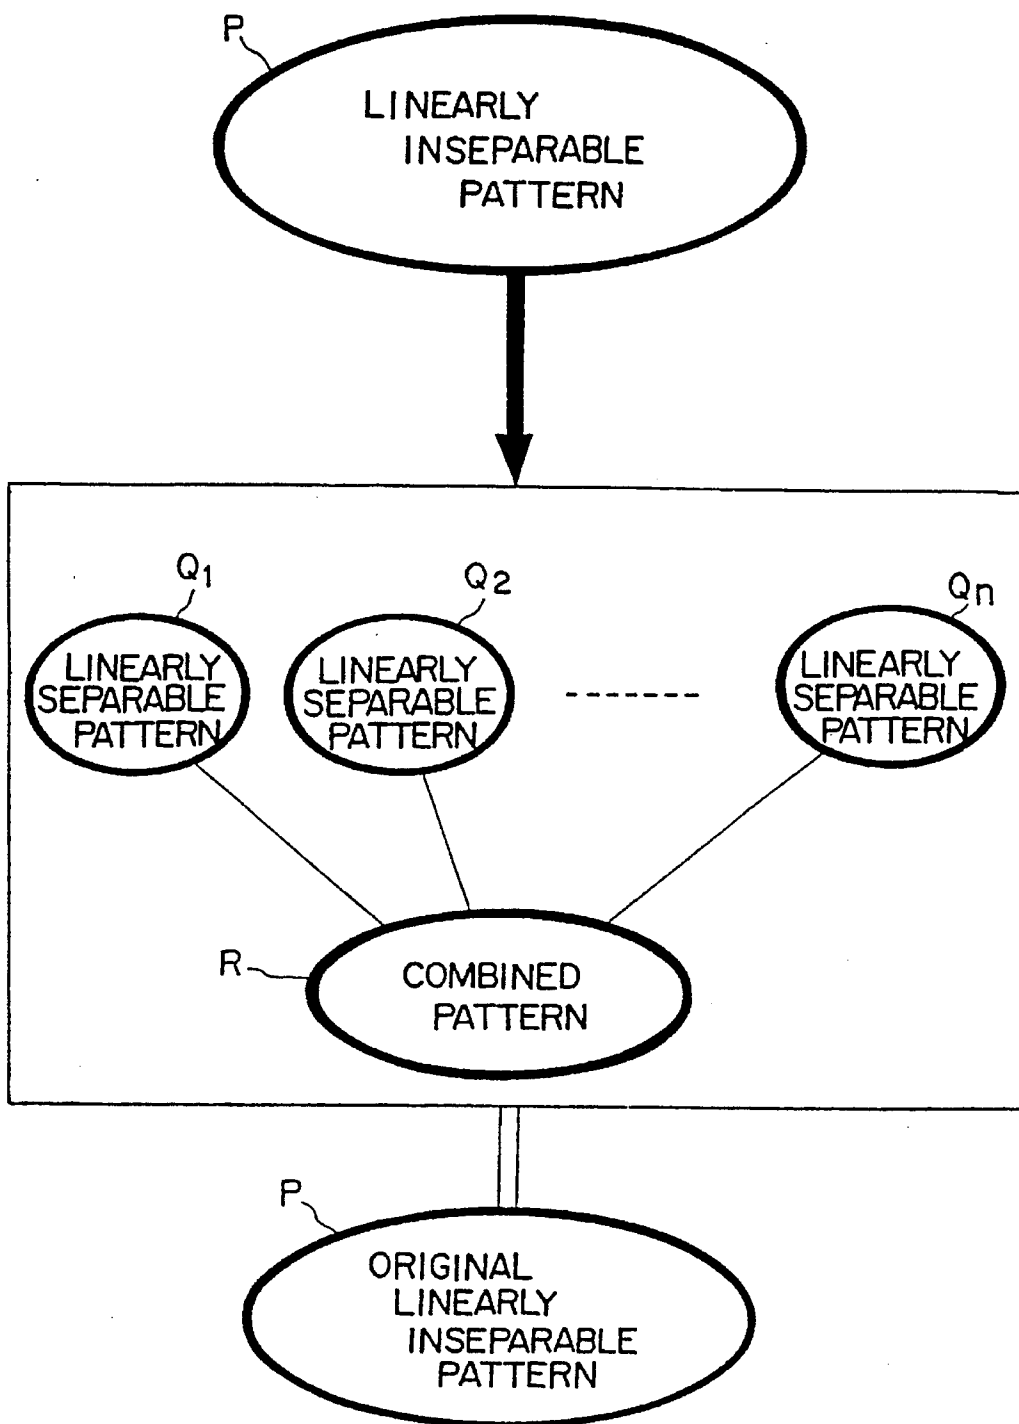 P
LINEARLY
INSEPARABLE
PATTERN
Q1
Q2
Qn
LINEARLY
SEPARABLE
PATTERN
LINEARLY
SEPARABLE
PATTERN
LINEARLY
SEPARABLE
PATTERN
R
COMBINED
PATTERN
P
ORIGINAL
LINEARLY
INSEPARABLE
PATTERN